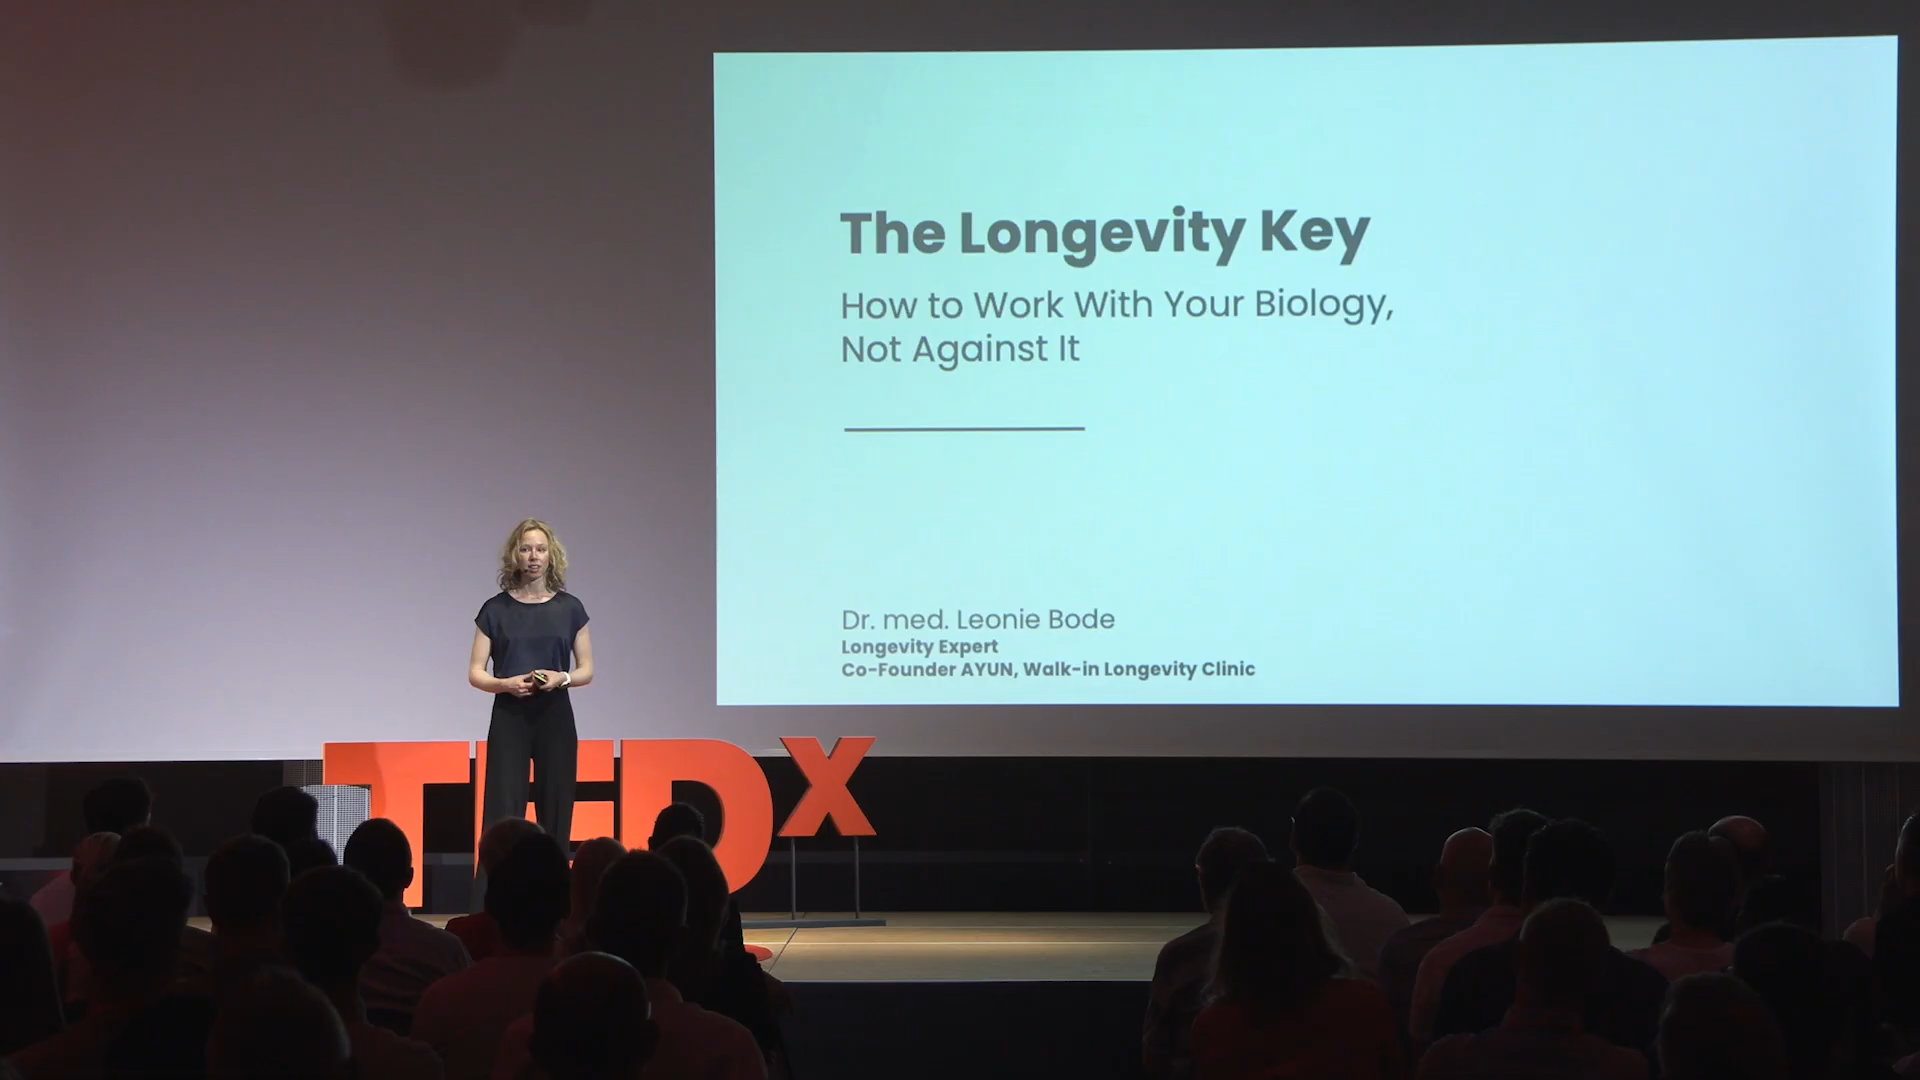 The Longevity Key
How to Work With Your Biology,
Not Against It
Dr. med. Leonie Bode
Longevity Expert
Co-Founder AYUN, Walk-in Longevity Clinic
TEDx